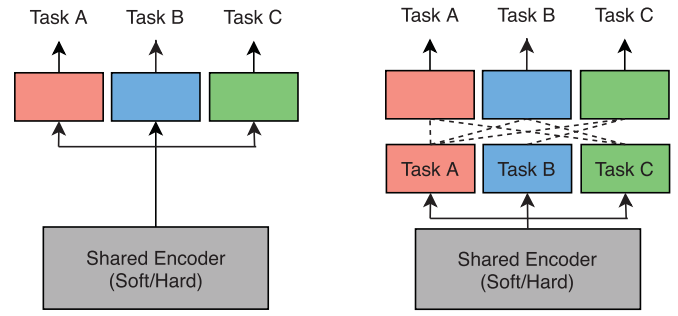 Task A Task B Task C
Shared Encoder
(Soft/Hard)
Task A Task B Task C
Task A Task B Task C
Shared Encoder
(Soft/Hard)